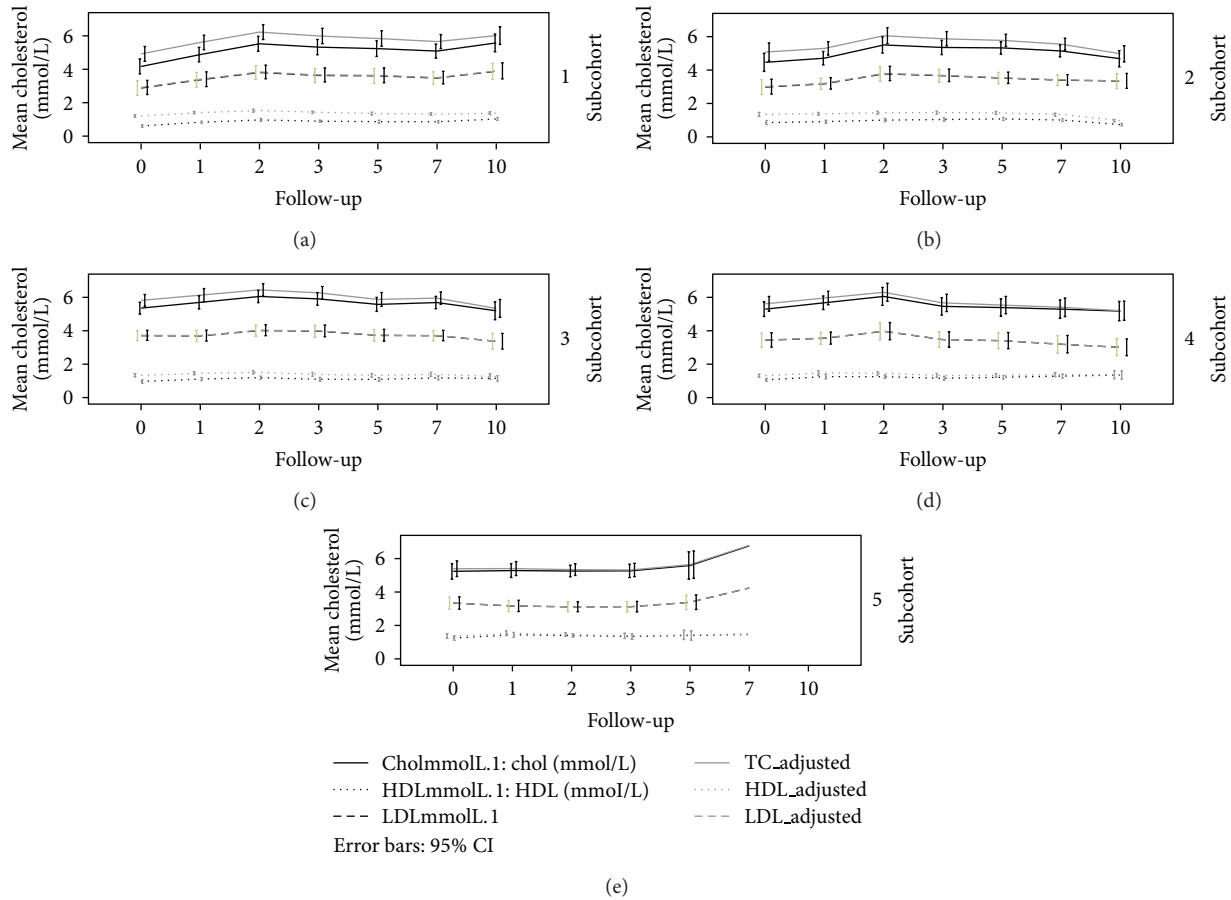 Mean cholesterol
(mmol/L)
6
4
2
0
0 1 2 3 5 7 10
Follow-up
1
Subcohort
(a)
Mean cholesterol
(mmol/L)
6
4
2
0
0 1 2 3 5 7 10
Follow-up
2
Subcohort
(b)
Mean cholesterol
(mmol/L)
6
4
2
0
0 1 2 3 5 7 10
Follow-up
3
Subcohort
(c)
Mean cholesterol
(mmol/L)
6
4
2
0
0 1 2 3 5 7 10
Follow-up
4
Subcohort
(d)
Mean cholesterol
(mmol/L)
6
4
2
0
0 1 2 3 5 7 10
Follow-up
5
Subcohort
CholmmolL.1: chol (mmol/L)
HDLmmolL.1: HDL (mmoI/L)
LDLmmolL.1
Error bars: 95% CI
TC_adjusted
HDL_adjusted
LDL_adjusted
(e)